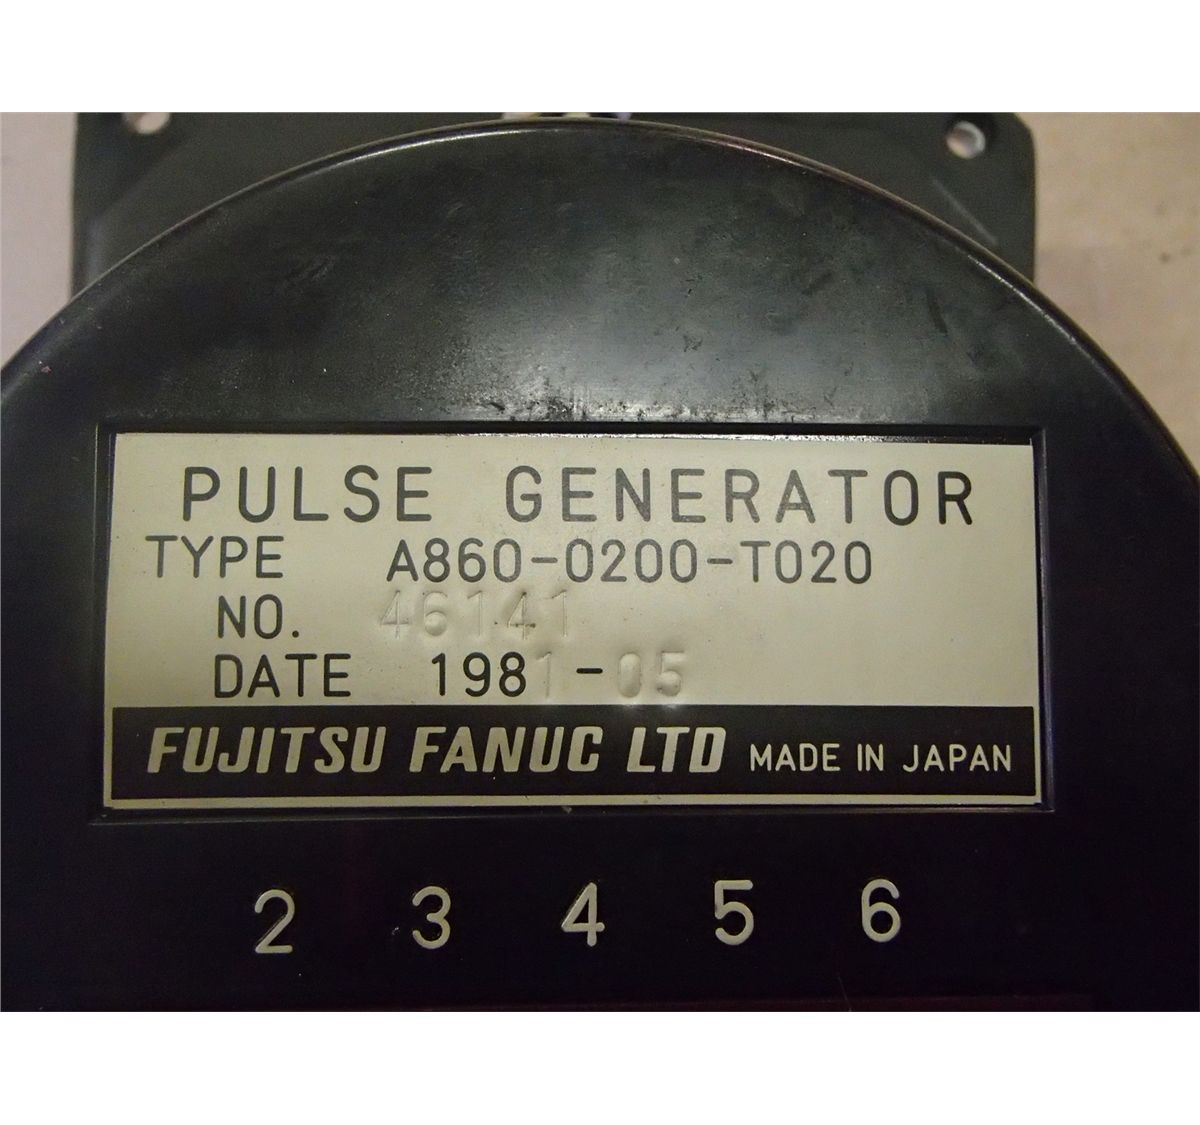 PULSE GENERATOR
TYPE A860-0200-T020
NO. 46141
DATE 1981-05
FUJITSU FANUC LTD MADE IN JAPAN
2 3 4 5 6